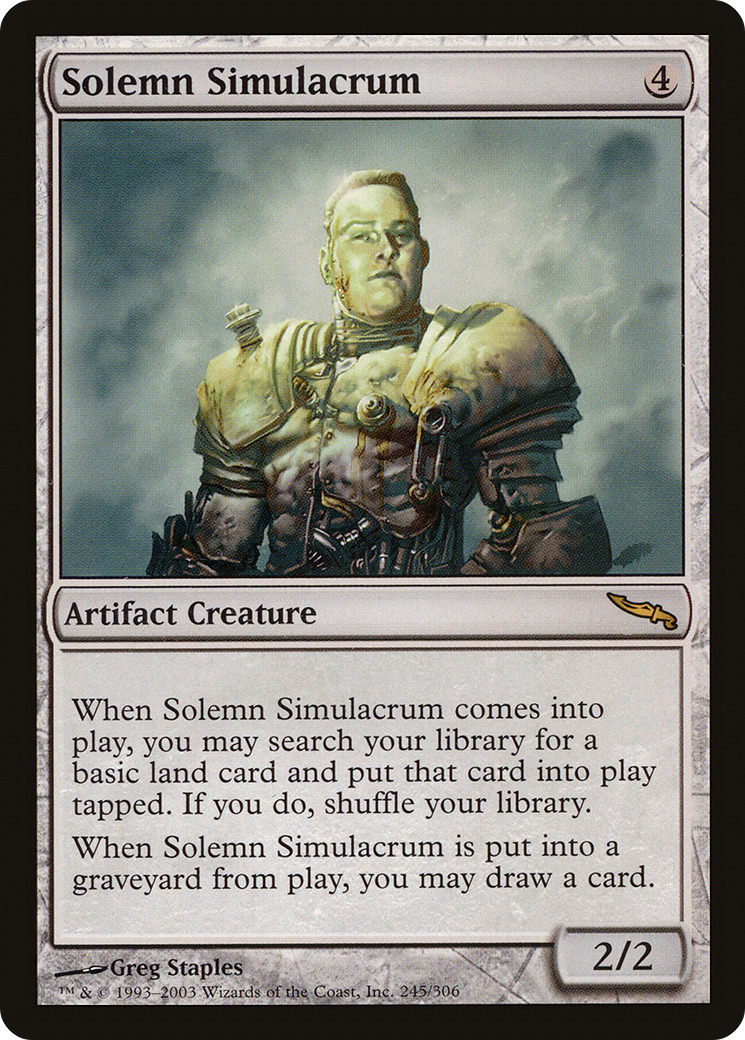 Solemn Simulacrum 4
Artifact Creature
When Solemn Simulacrum comes into
play, you may search your library for a
basic land card and put that card into play
tapped. If you do, shuffle your library.
When Solemn Simulacrum is put into a
graveyard from play, you may draw a card.
2/2
Greg Staples
™ & © 1993–2003 Wizards of the Coast, Inc. 245/306